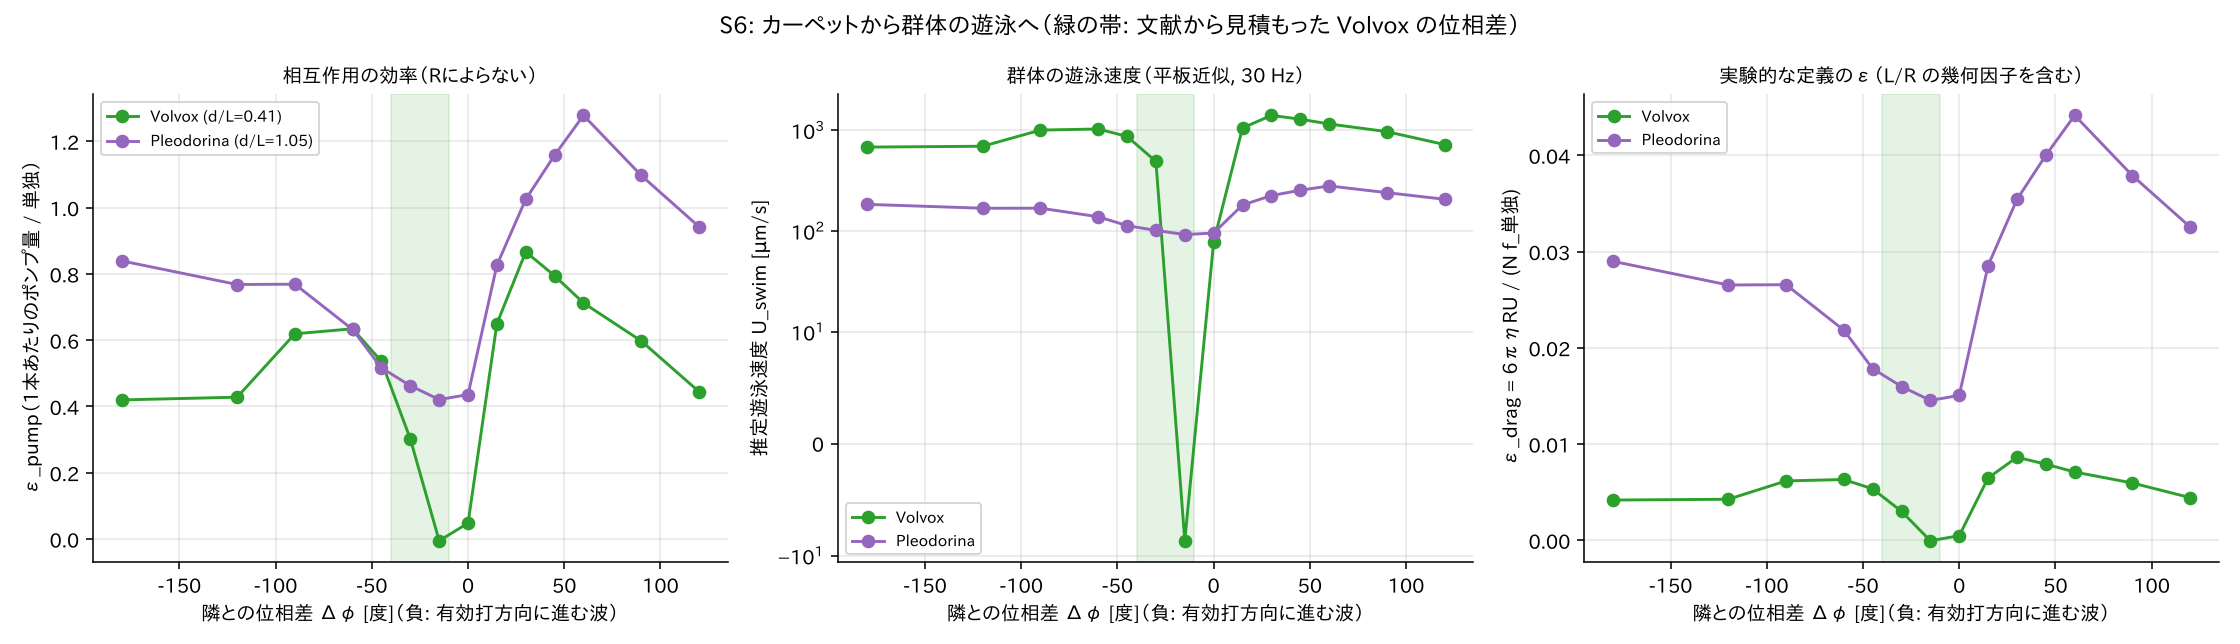 S6: カーペットから群体の遊泳へ（緑の帯: 文献から見積もった Volvox の位相差）
相互作用の効率（Rによらない）
ε_pump（1本あたりのポンプ量 / 単独）
1.2
1.0
0.8
0.6
0.4
0.2
0.0
Volvox (d/L=0.41)
Pleodorina (d/L=1.05)
-150
-100
-50
0
50
100
隣との位相差 Δφ [度]（負: 有効打方向に進む波）
群体の遊泳速度（平板近似, 30 Hz）
推定遊泳速度 U_swim [μm/s]
10³
10²
10¹
0
−10¹
Volvox
Pleodorina
-150
-100
-50
0
50
100
隣との位相差 Δφ [度]（負: 有効打方向に進む波）
実験的な定義の ε（L/R の幾何因子を含む）
ε_drag = 6πηRU / (N f_単独)
0.04
0.03
0.02
0.01
0.00
Volvox
Pleodorina
-150
-100
-50
0
50
100
隣との位相差 Δφ [度]（負: 有効打方向に進む波）